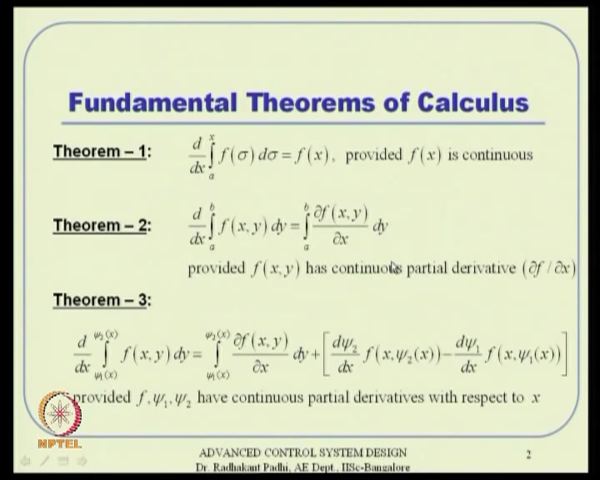 Fundamental Theorems of Calculus
Theorem – 1: d/dx ∫_a^x f(σ) dσ = f(x), provided f(x) is continuous
Theorem – 2: d/dx ∫_a^b f(x, y) dy = ∫_a^b ∂f(x, y)/∂x dy
provided f(x, y) has continuous partial derivative (∂f / ∂x)
Theorem – 3:
d/dx ∫_{ψ₁(x)}^{ψ₂(x)} f(x, y) dy = ∫_{ψ₁(x)}^{ψ₂(x)} ∂f(x, y)/∂x dy + [dψ₂/dx f(x, ψ₂(x)) − dψ₁/dx f(x, ψ₁(x))]
provided f, ψ₁, ψ₂ have continuous partial derivatives with respect to x
NPTEL
ADVANCED CONTROL SYSTEM DESIGN
Dr. Radhakant Padhi, AE Dept., IISc-Bangalore
2